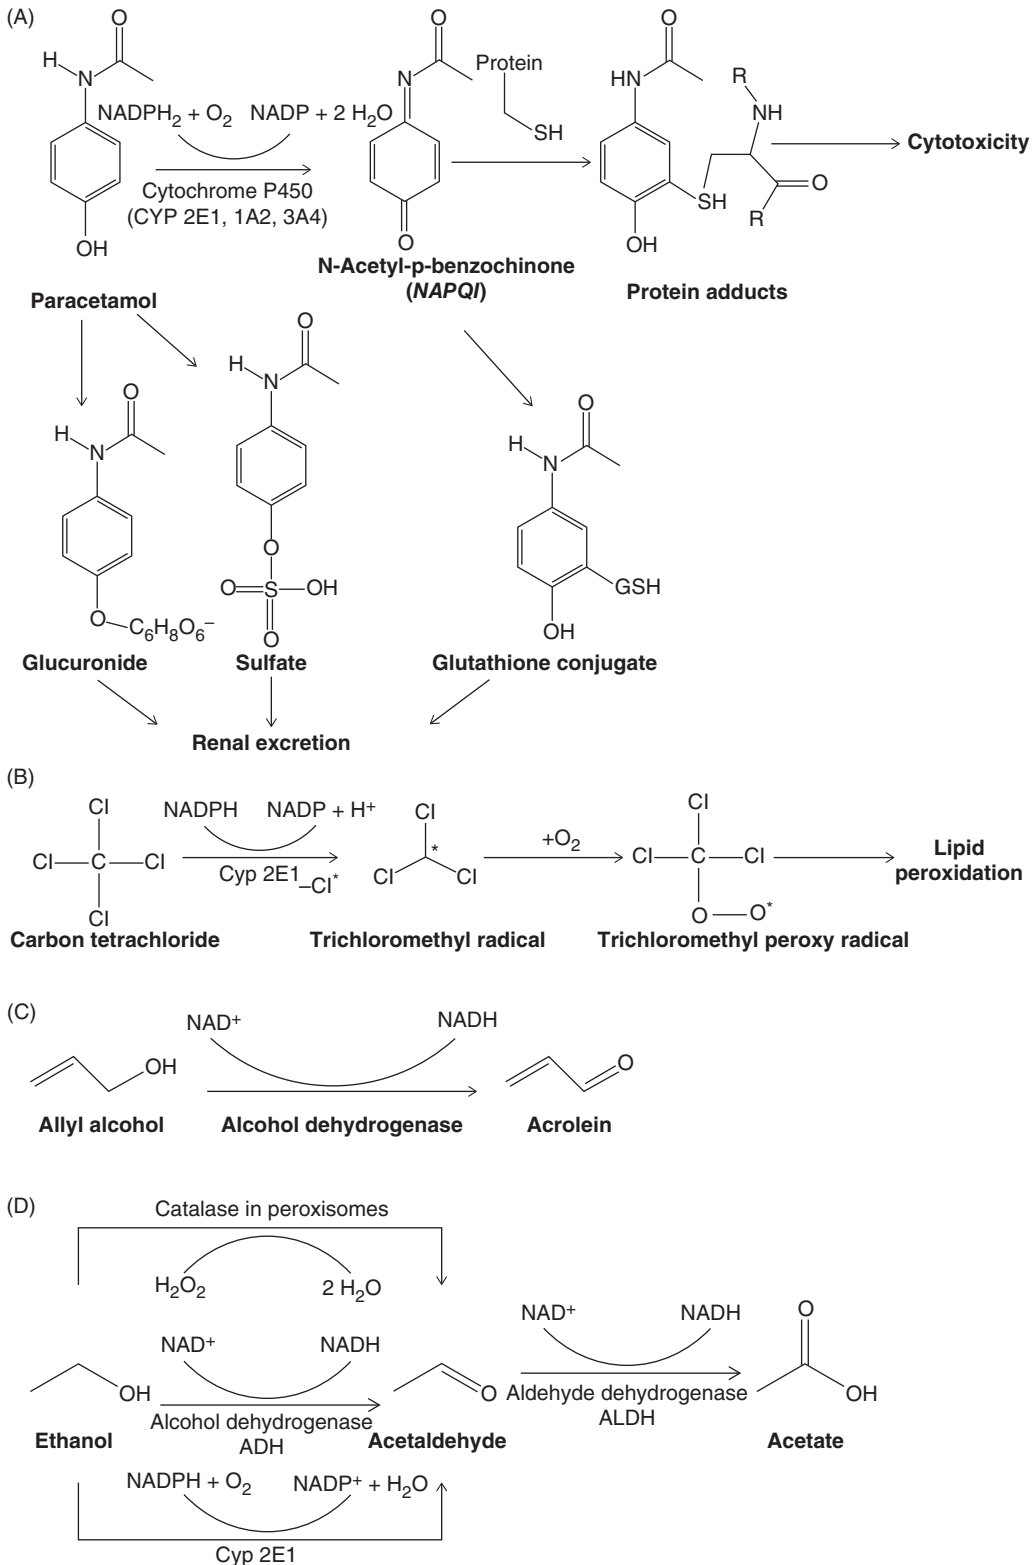 (A)
O
H
N
NADPH2 + O2
NADP + 2 H2O
Cytochrome P450
(CYP 2E1, 1A2, 3A4)
OH
Paracetamol
O
N
O
N-Acetyl-p-benzochinone
(NAPQI)
Protein
SH
O
HN
R
NH
SH
O
R
OH
Protein adducts
Cytotoxicity
O
H
N
O
C6H8O6–
Glucuronide
O
H
N
O
O
S
OH
O
Sulfate
O
H
N
GSH
OH
Glutathione conjugate
Renal excretion
(B)
Cl
Cl
C
Cl
Cl
Carbon tetrachloride
NADPH
NADP + H+
Cyp 2E1
–Cl*
Cl
*
Cl
Cl
Trichloromethyl radical
+O2
Cl
Cl
C
Cl
O
O*
Trichloromethyl peroxy radical
Lipid
peroxidation
(C)
NAD+
NADH
OH
O
Allyl alcohol
Alcohol dehydrogenase
Acrolein
(D)
Catalase in peroxisomes
H2O2
2 H2O
NAD+
NADH
OH
Alcohol dehydrogenase
ADH
Ethanol
O
Acetaldehyde
NAD+
NADH
Aldehyde dehydrogenase
ALDH
O
OH
Acetate
NADPH + O2
NADP+ + H2O
Cyp 2E1